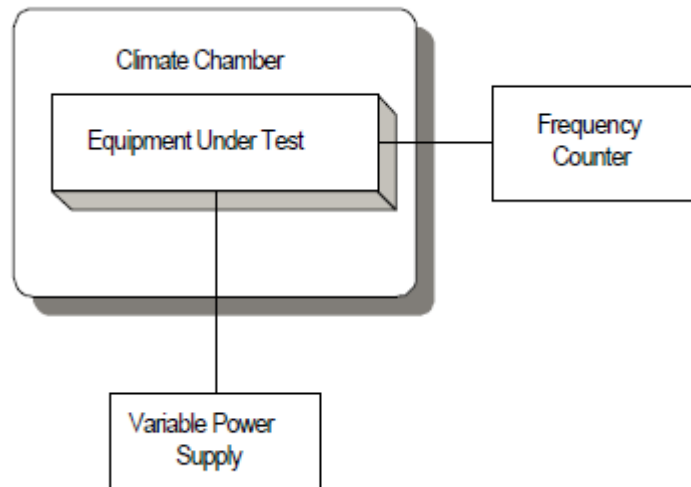 Climate Chamber
Equipment Under Test
Frequency
Counter
Variable Power
Supply